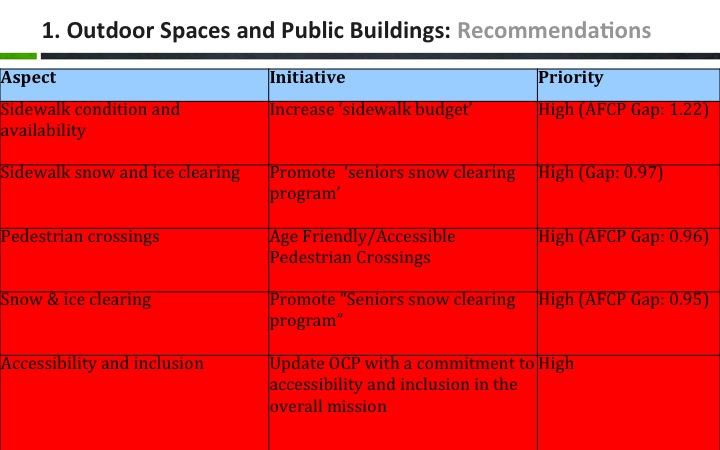 1. Outdoor Spaces and Public Buildings: Recommendations
Aspect
Initiative
Priority
Sidewalk condition and
availability
Increase ‘sidewalk budget’
High (AFCP Gap: 1.22)
Sidewalk snow and ice clearing
Promote ‘seniors snow clearing
program’
High (Gap: 0.97)
Pedestrian crossings
Age Friendly/Accessible
Pedestrian Crossings
High (AFCP Gap: 0.96)
Snow & ice clearing
Promote “Seniors snow clearing
program”
High (AFCP Gap: 0.95)
Accessibility and inclusion
Update OCP with a commitment to
accessibility and inclusion in the
overall mission
High